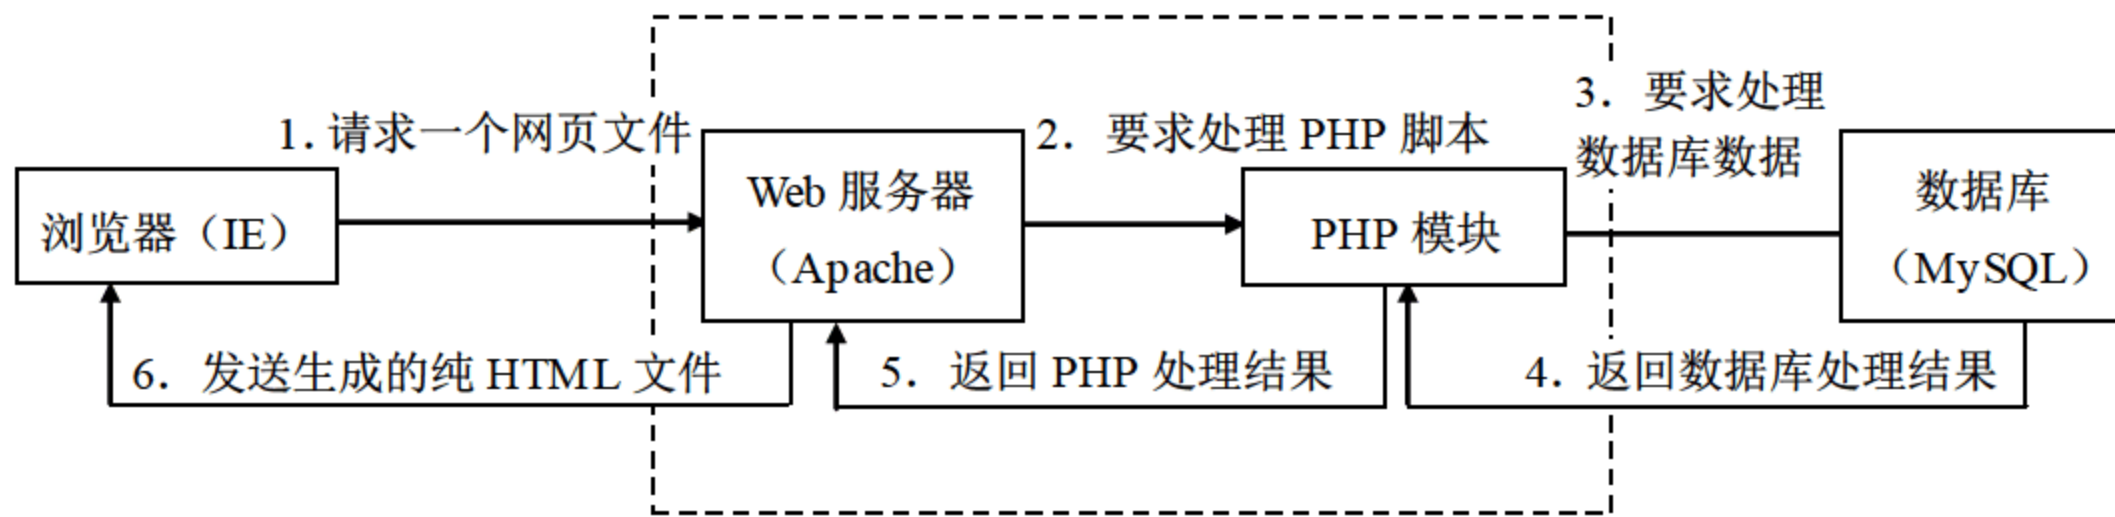 1. 请求一个网页文件
2． 要求处理 PHP 脚本
3． 要求处理
数据库数据
浏览器（IE）
Web 服务器
（Apache）
PHP 模块
数据库
（MySQL）
6． 发送生成的纯 HTML 文件
5． 返回 PHP 处理结果
4. 返回数据库处理结果